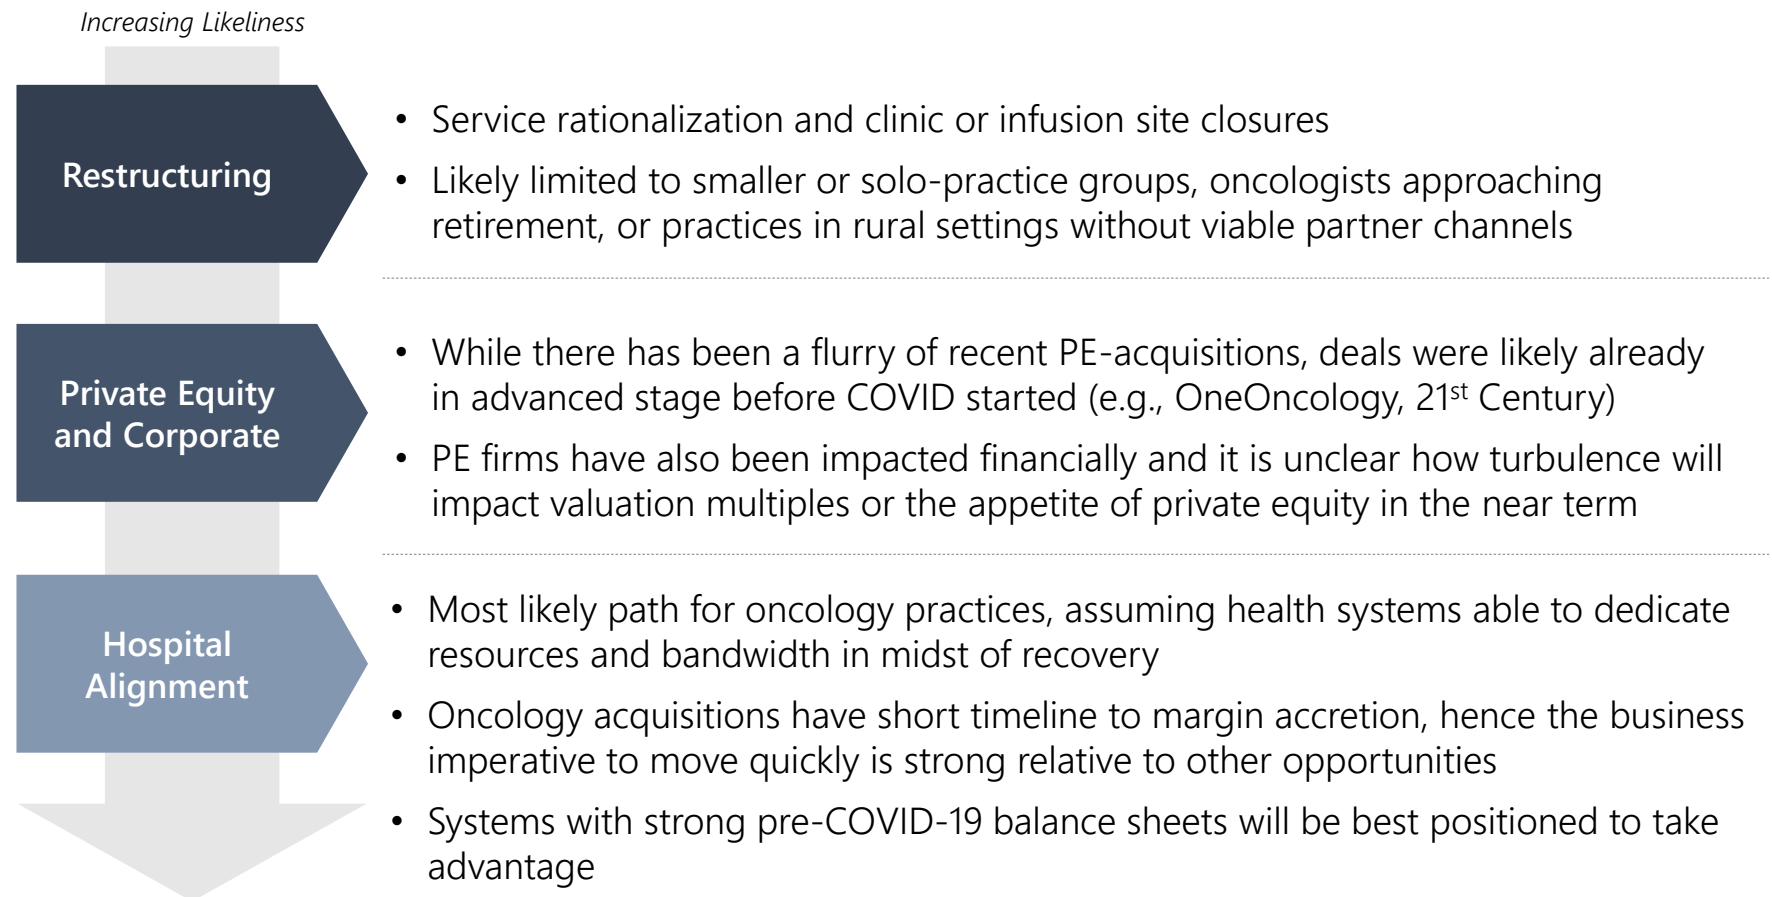 Increasing Likeliness
Restructuring
• Service rationalization and clinic or infusion site closures
• Likely limited to smaller or solo-practice groups, oncologists approaching
retirement, or practices in rural settings without viable partner channels
Private Equity
and Corporate
• While there has been a flurry of recent PE-acquisitions, deals were likely already
in advanced stage before COVID started (e.g., OneOncology, 21st Century)
• PE firms have also been impacted financially and it is unclear how turbulence will
impact valuation multiples or the appetite of private equity in the near term
Hospital
Alignment
• Most likely path for oncology practices, assuming health systems able to dedicate
resources and bandwidth in midst of recovery
• Oncology acquisitions have short timeline to margin accretion, hence the business
imperative to move quickly is strong relative to other opportunities
• Systems with strong pre-COVID-19 balance sheets will be best positioned to take
advantage